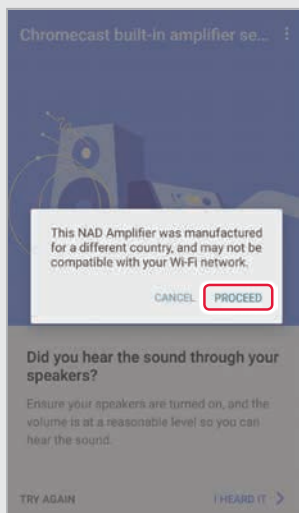 Chromecast built-in amplifier se...
This NAD Amplifier was manufactured
for a different country, and may not be
compatible with your Wi-Fi network.
CANCEL PROCEED
Did you hear the sound through your
speakers?
Ensure your speakers are turned on, and the
volume is at a reasonable level so you can
hear the sound.
TRY AGAIN I HEARD IT